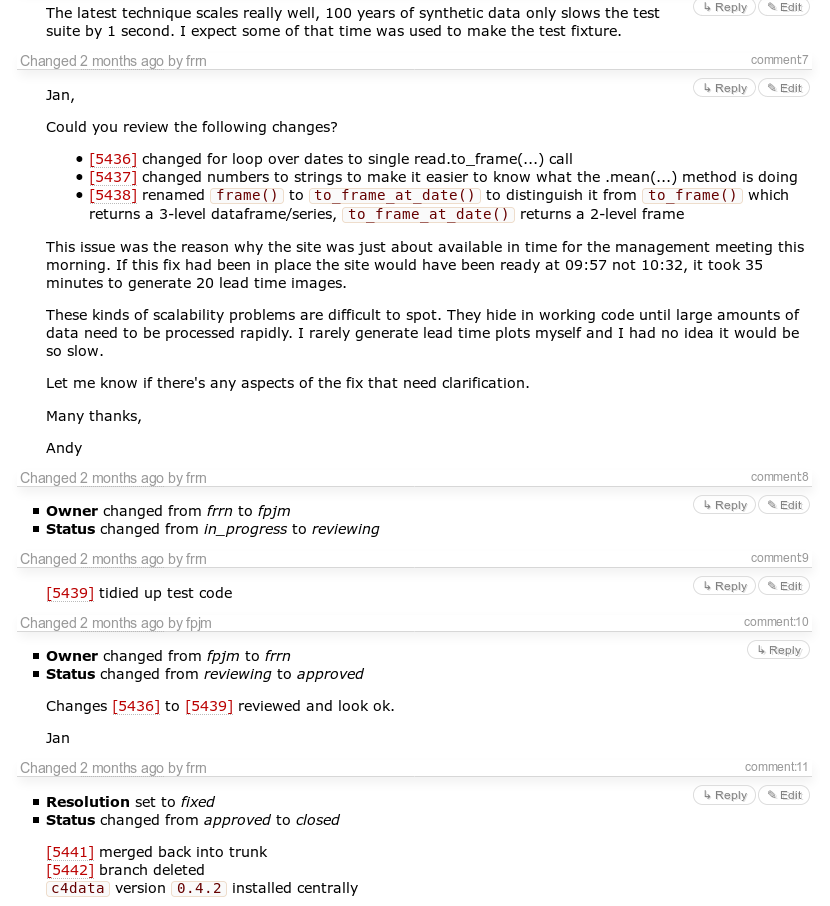 The latest technique scales really well, 100 years of synthetic data only slows the test
suite by 1 second. I expect some of that time was used to make the test fixture.
↳ Reply ✎ Edit
Changed 2 months ago by frrn comment:7
↳ Reply ✎ Edit
Jan,
Could you review the following changes?
• [5436] changed for loop over dates to single read.to_frame(...) call
• [5437] changed numbers to strings to make it easier to know what the .mean(...) method is doing
• [5438] renamed frame() to to_frame_at_date() to distinguish it from to_frame() which
returns a 3-level dataframe/series, to_frame_at_date() returns a 2-level frame
This issue was the reason why the site was just about available in time for the management meeting this
morning. If this fix had been in place the site would have been ready at 09:57 not 10:32, it took 35
minutes to generate 20 lead time images.
These kinds of scalability problems are difficult to spot. They hide in working code until large amounts of
data need to be processed rapidly. I rarely generate lead time plots myself and I had no idea it would be
so slow.
Let me know if there's any aspects of the fix that need clarification.
Many thanks,
Andy
Changed 2 months ago by frrn comment:8
↳ Reply ✎ Edit
▪ Owner changed from frrn to fpjm
▪ Status changed from in_progress to reviewing
Changed 2 months ago by frrn comment:9
↳ Reply ✎ Edit
[5439] tidied up test code
Changed 2 months ago by fpjm comment:10
↳ Reply
▪ Owner changed from fpjm to frrn
▪ Status changed from reviewing to approved
Changes [5436] to [5439] reviewed and look ok.
Jan
Changed 2 months ago by frrn comment:11
↳ Reply ✎ Edit
▪ Resolution set to fixed
▪ Status changed from approved to closed
[5441] merged back into trunk
[5442] branch deleted
c4data version 0.4.2 installed centrally